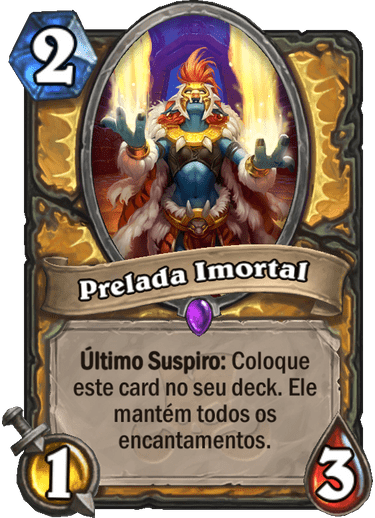 2
Prelada Imortal
Último Suspiro: Coloque
este card no seu deck. Ele
mantém todos os
encantamentos.
1
3